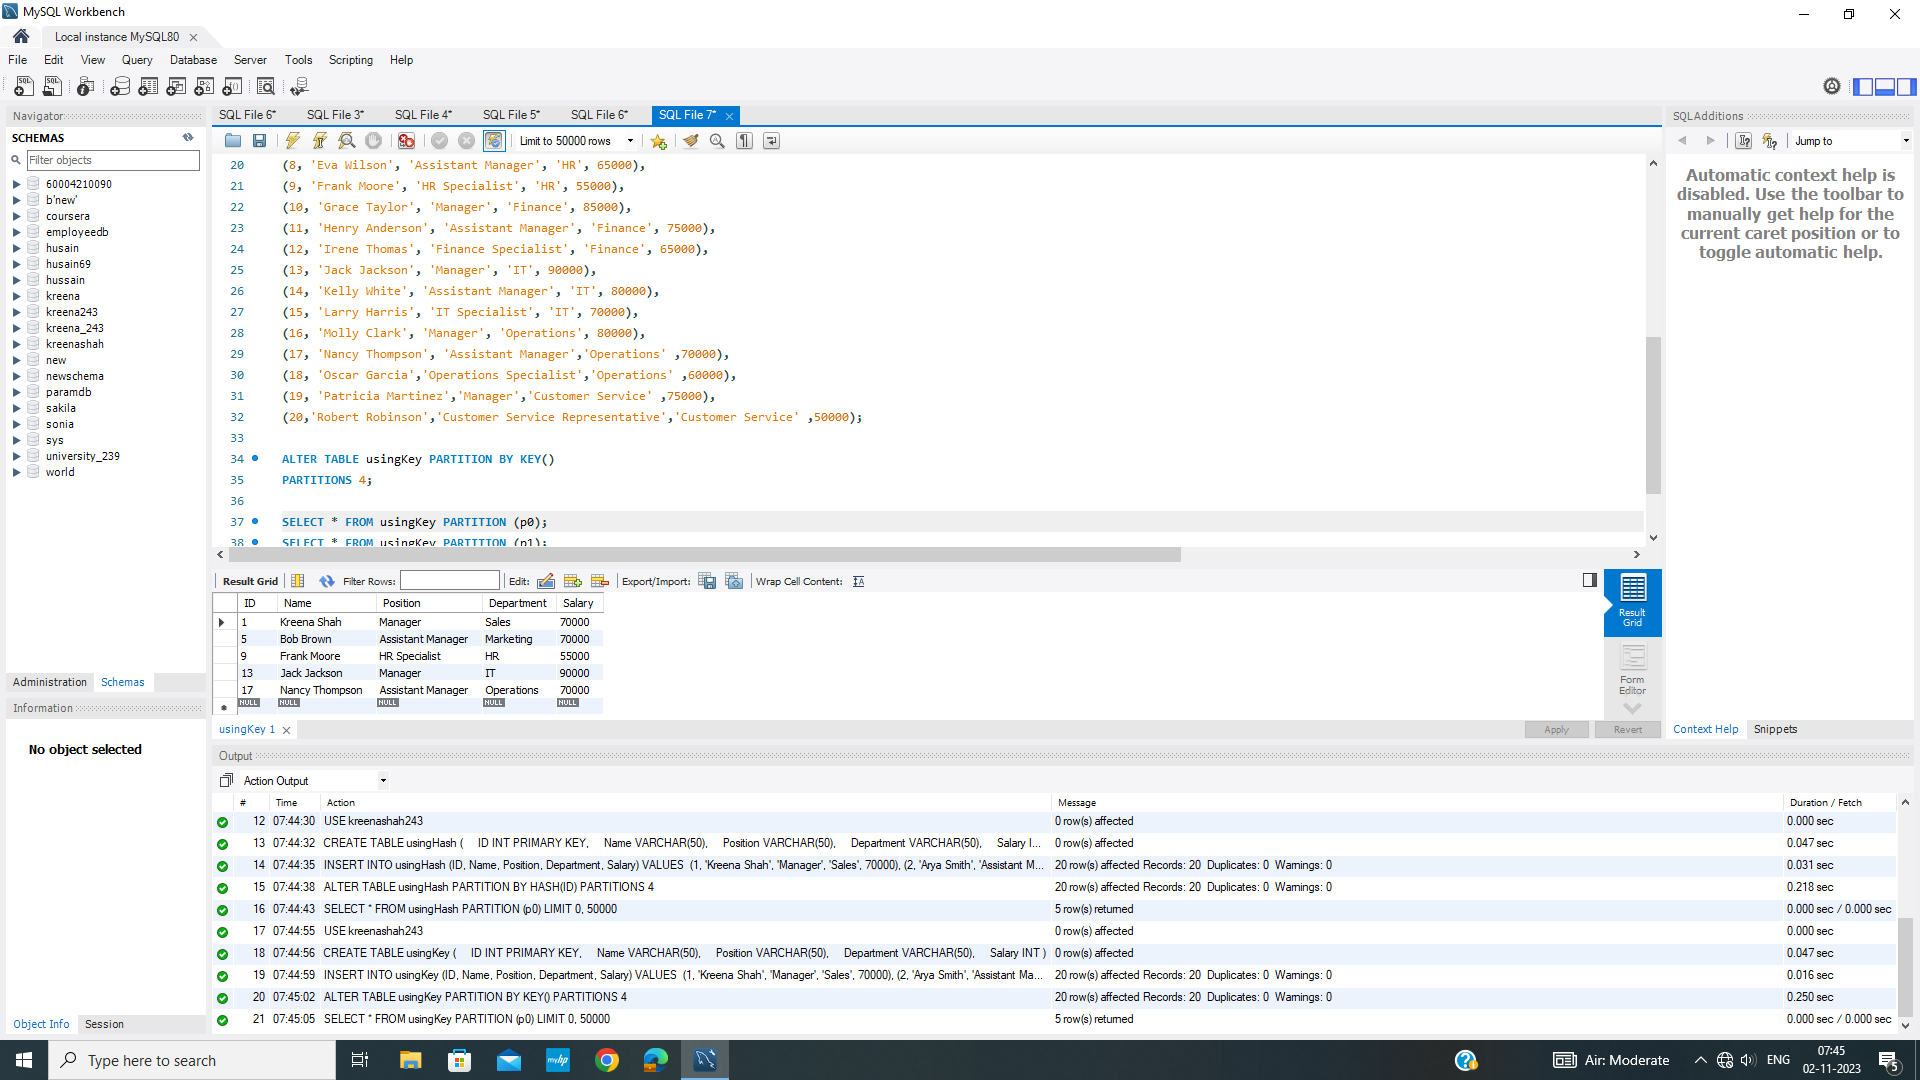 MySQL Workbench
Local instance MySQL80
File Edit View Query Database Server Tools Scripting Help
Navigator
SCHEMAS
Filter objects
60004210090
b'new'
coursera
employeedb
husain
husain69
hussain
kreena
kreena243
kreena_243
kreenashah
new
newschema
paramdb
sakila
sonia
sys
university_239
world
Administration Schemas
Information
No object selected
Object Info Session
SQL File 6* SQL File 3* SQL File 4* SQL File 5* SQL File 6* SQL File 7*
Limit to 50000 rows
20 (8, 'Eva Wilson', 'Assistant Manager', 'HR', 65000),
21 (9, 'Frank Moore', 'HR Specialist', 'HR', 55000),
22 (10, 'Grace Taylor', 'Manager', 'Finance', 85000),
23 (11, 'Henry Anderson', 'Assistant Manager', 'Finance', 75000),
24 (12, 'Irene Thomas', 'Finance Specialist', 'Finance', 65000),
25 (13, 'Jack Jackson', 'Manager', 'IT', 90000),
26 (14, 'Kelly White', 'Assistant Manager', 'IT', 80000),
27 (15, 'Larry Harris', 'IT Specialist', 'IT', 70000),
28 (16, 'Molly Clark', 'Manager', 'Operations', 80000),
29 (17, 'Nancy Thompson', 'Assistant Manager','Operations' ,70000),
30 (18, 'Oscar Garcia','Operations Specialist','Operations' ,60000),
31 (19, 'Patricia Martinez','Manager','Customer Service' ,75000),
32 (20,'Robert Robinson','Customer Service Representative','Customer Service' ,50000);
33
34 ALTER TABLE usingKey PARTITION BY KEY()
35 PARTITIONS 4;
36
37 SELECT * FROM usingKey PARTITION (p0);
38 SELECT * FROM usingKey PARTITION (p1);
Result Grid Filter Rows: Edit: Export/Import: Wrap Cell Content:
ID Name Position Department Salary
1 Kreena Shah Manager Sales 70000
5 Bob Brown Assistant Manager Marketing 70000
9 Frank Moore HR Specialist HR 55000
13 Jack Jackson Manager IT 90000
17 Nancy Thompson Assistant Manager Operations 70000
NULL NULL NULL NULL NULL
Result
Grid
Form
Editor
usingKey 1
Apply Revert
SQLAdditions
Jump to
Automatic context help is
disabled. Use the toolbar to
manually get help for the
current caret position or to
toggle automatic help.
Context Help Snippets
Output
Action Output
# Time Action Message Duration / Fetch
12 07:44:30 USE kreenashah243 0 row(s) affected 0.000 sec
13 07:44:32 CREATE TABLE usingHash ( ID INT PRIMARY KEY, Name VARCHAR(50), Position VARCHAR(50), Department VARCHAR(50), Salary I... 0 row(s) affected 0.047 sec
14 07:44:35 INSERT INTO usingHash (ID, Name, Position, Department, Salary) VALUES (1, 'Kreena Shah', 'Manager', 'Sales', 70000), (2, 'Arya Smith', 'Assistant M... 20 row(s) affected Records: 20 Duplicates: 0 Warnings: 0 0.031 sec
15 07:44:38 ALTER TABLE usingHash PARTITION BY HASH(ID) PARTITIONS 4 20 row(s) affected Records: 20 Duplicates: 0 Warnings: 0 0.218 sec
16 07:44:43 SELECT * FROM usingHash PARTITION (p0) LIMIT 0, 50000 5 row(s) returned 0.000 sec / 0.000 sec
17 07:44:55 USE kreenashah243 0 row(s) affected 0.000 sec
18 07:44:56 CREATE TABLE usingKey ( ID INT PRIMARY KEY, Name VARCHAR(50), Position VARCHAR(50), Department VARCHAR(50), Salary INT ) 0 row(s) affected 0.047 sec
19 07:44:59 INSERT INTO usingKey (ID, Name, Position, Department, Salary) VALUES (1, 'Kreena Shah', 'Manager', 'Sales', 70000), (2, 'Arya Smith', 'Assistant Ma... 20 row(s) affected Records: 20 Duplicates: 0 Warnings: 0 0.016 sec
20 07:45:02 ALTER TABLE usingKey PARTITION BY KEY() PARTITIONS 4 20 row(s) affected Records: 20 Duplicates: 0 Warnings: 0 0.250 sec
21 07:45:05 SELECT * FROM usingKey PARTITION (p0) LIMIT 0, 50000 5 row(s) returned 0.000 sec / 0.000 sec
Type here to search
Air: Moderate
ENG
07:45
02-11-2023
5